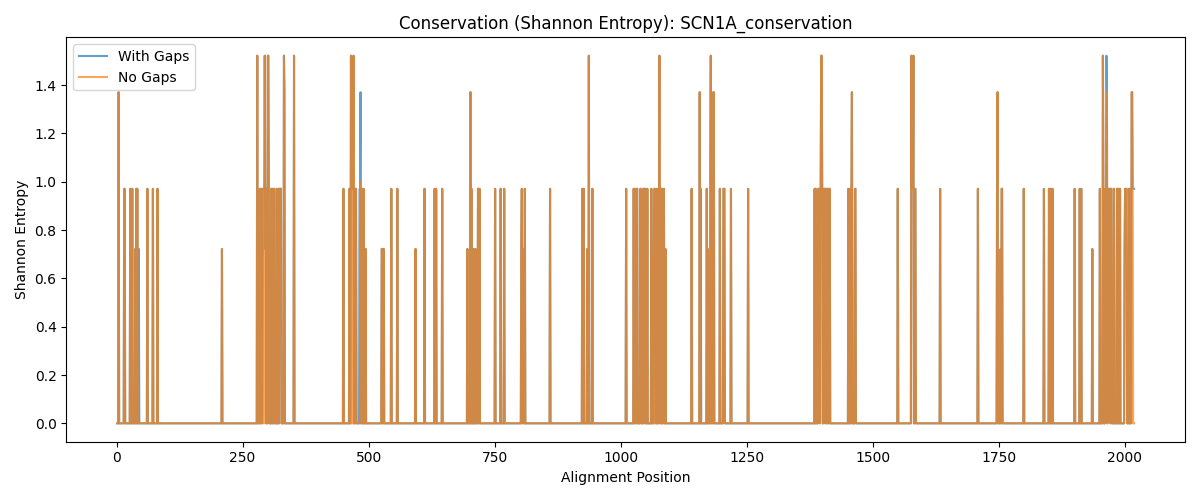 Conservation (Shannon Entropy): SCN1A_conservation
With Gaps
No Gaps
Shannon Entropy
1.4
1.2
1.0
0.8
0.6
0.4
0.2
0.0
0 250 500 750 1000 1250 1500 1750 2000
Alignment Position